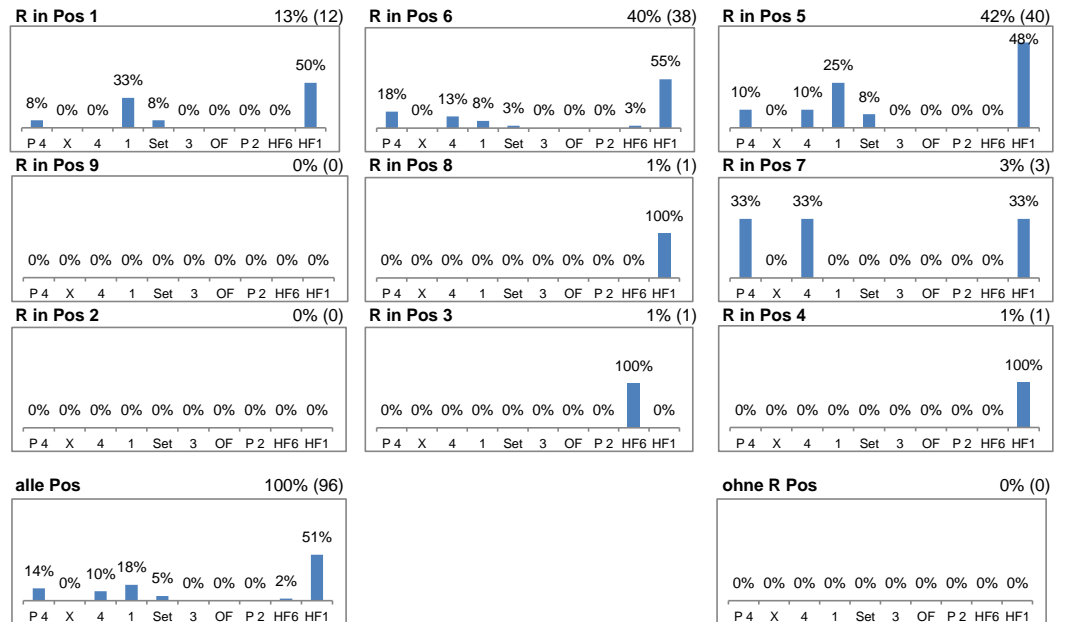 R in Pos 1 13% (12)
8% 0% 0% 33% 8% 0% 0% 0% 0% 50%
P 4 X 4 1 Set 3 OF P 2 HF6 HF1
R in Pos 6 40% (38)
18% 0% 13% 8% 3% 0% 0% 0% 3% 55%
P 4 X 4 1 Set 3 OF P 2 HF6 HF1
R in Pos 5 42% (40)
10% 0% 10% 25% 8% 0% 0% 0% 0% 48%
P 4 X 4 1 Set 3 OF P 2 HF6 HF1
R in Pos 9 0% (0)
0% 0% 0% 0% 0% 0% 0% 0% 0% 0%
P 4 X 4 1 Set 3 OF P 2 HF6 HF1
R in Pos 8 1% (1)
0% 0% 0% 0% 0% 0% 0% 0% 0% 100%
P 4 X 4 1 Set 3 OF P 2 HF6 HF1
R in Pos 7 3% (3)
33% 0% 33% 0% 0% 0% 0% 0% 0% 33%
P 4 X 4 1 Set 3 OF P 2 HF6 HF1
R in Pos 2 0% (0)
0% 0% 0% 0% 0% 0% 0% 0% 0% 0%
P 4 X 4 1 Set 3 OF P 2 HF6 HF1
R in Pos 3 1% (1)
0% 0% 0% 0% 0% 0% 0% 0% 100% 0%
P 4 X 4 1 Set 3 OF P 2 HF6 HF1
R in Pos 4 1% (1)
0% 0% 0% 0% 0% 0% 0% 0% 0% 100%
P 4 X 4 1 Set 3 OF P 2 HF6 HF1
alle Pos 100% (96)
14% 0% 10% 18% 5% 0% 0% 0% 2% 51%
P 4 X 4 1 Set 3 OF P 2 HF6 HF1
ohne R Pos 0% (0)
0% 0% 0% 0% 0% 0% 0% 0% 0% 0%
P 4 X 4 1 Set 3 OF P 2 HF6 HF1